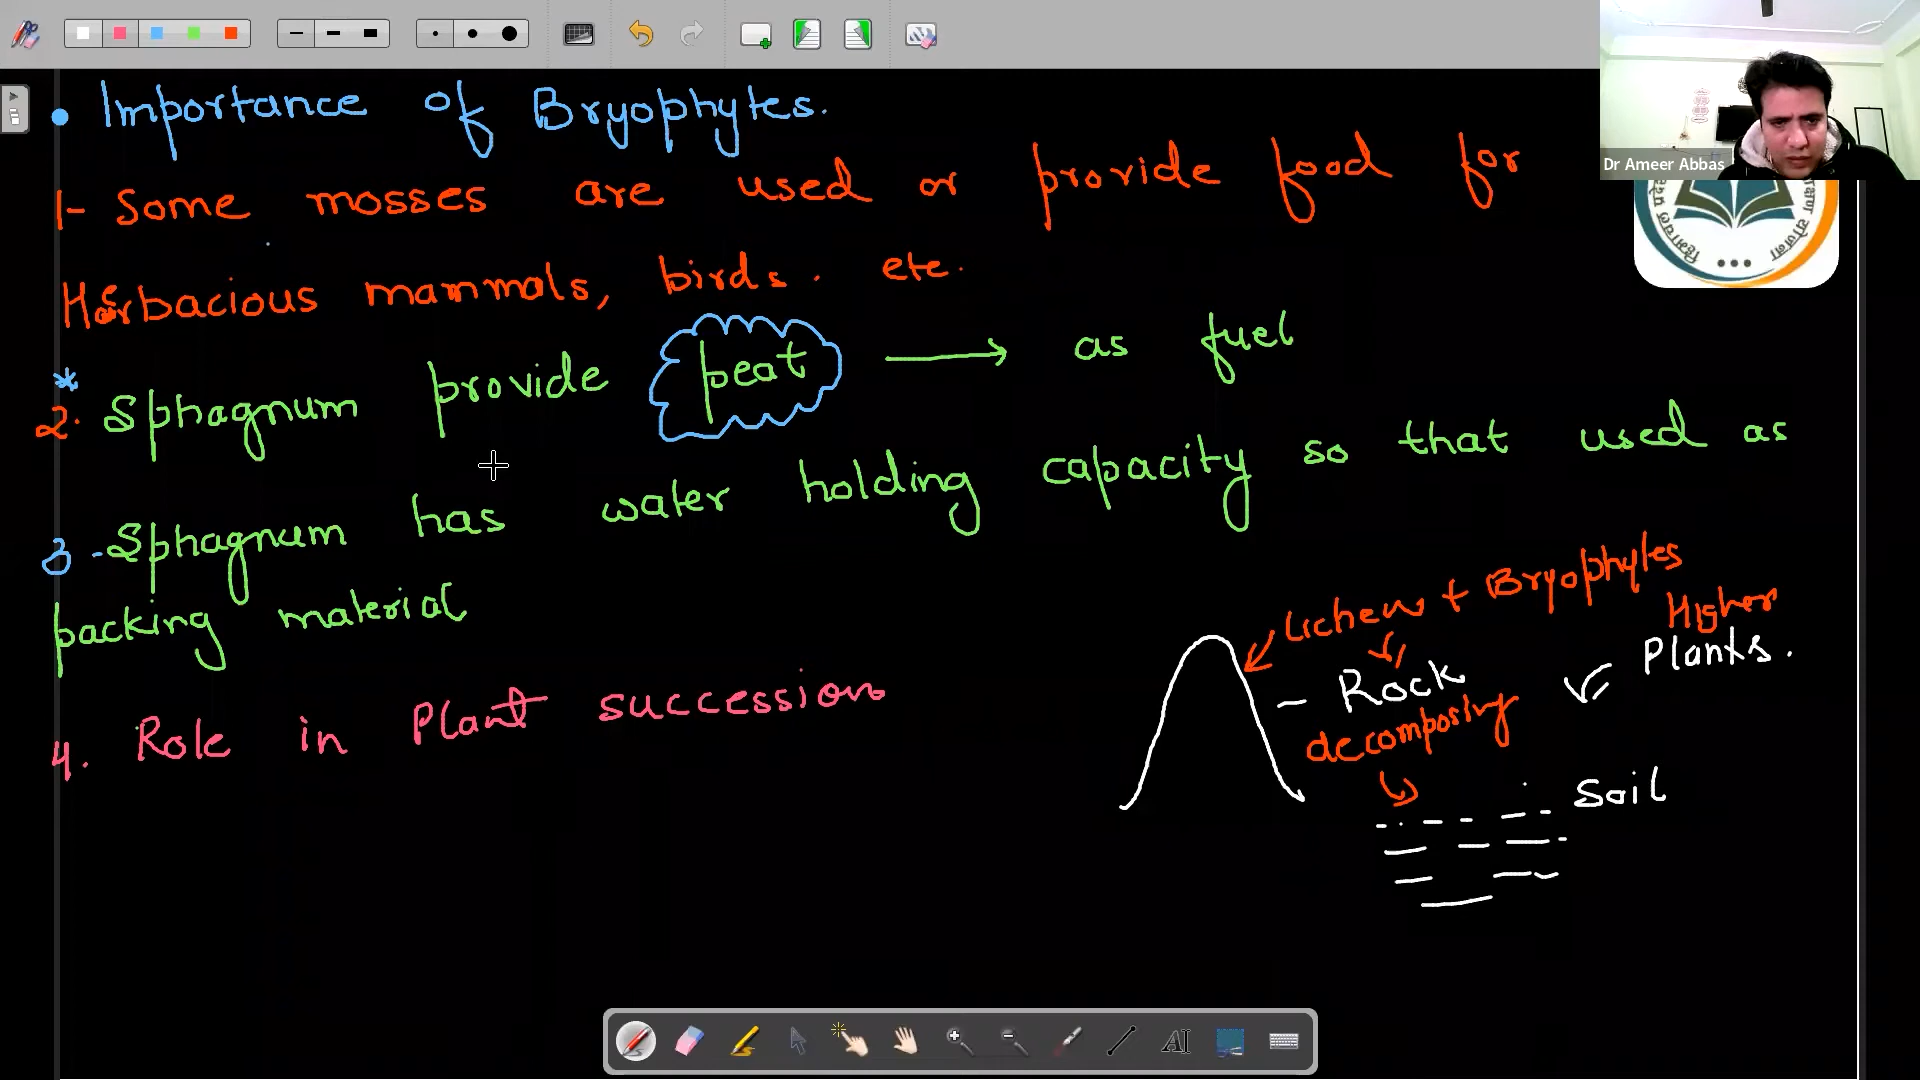 • Importance of Bryophytes.
Dr Ameer Abbas
1- Some mosses are used or provide food for
Herbacious mammals, birds. etc.
* 2. Sphagnum provide peat → as fuel
3 - Sphagnum has water holding capacity so that used as
packing material
4. Role in Plant succession
Lichen + Bryophytes
Higher
Plants.
- Rock
decomposing
Soil
AI